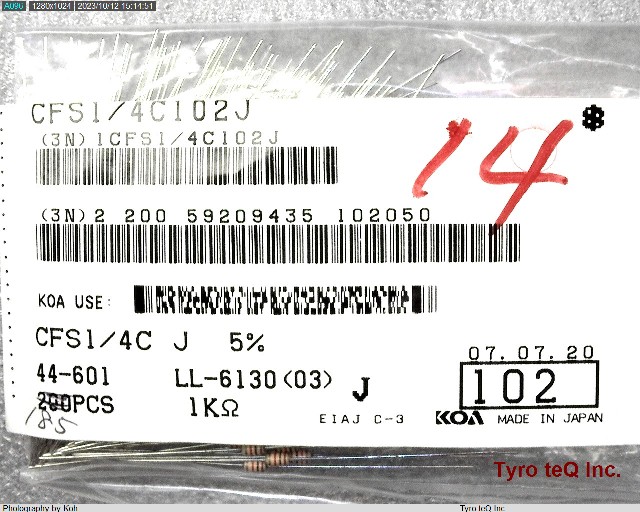 A096 1280x1024 2023/10/12 15:14:51
CFS1/4C102J
(3N)1CFS1/4C102J
14
(3N)2 200 59209435 102050
KOA USE:
CFS1/4C J 5%
07.07.20
44-601 LL-6130(03) J
102
200PCS 1KΩ
185
EIAJ C-3 KOA MADE IN JAPAN
Tyro teQ Inc.
Photography by Koh Tyro teQ Inc